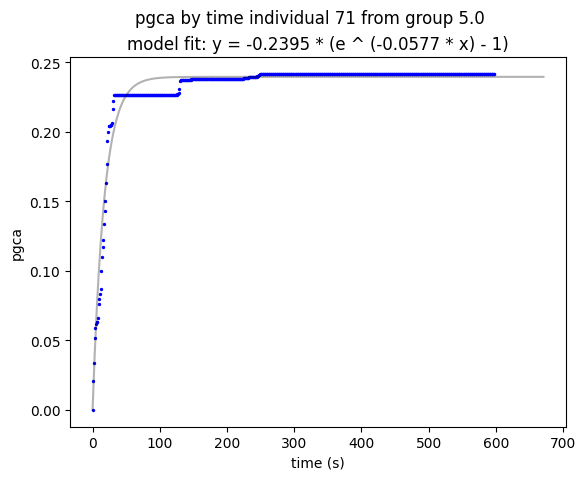 pgca by time individual 71 from group 5.0
model fit: y = -0.2395 * (e ^ (-0.0577 * x) - 1)
0.25
0.20
0.15
0.10
0.05
0.00
pgca
0 100 200 300 400 500 600 700
time (s)